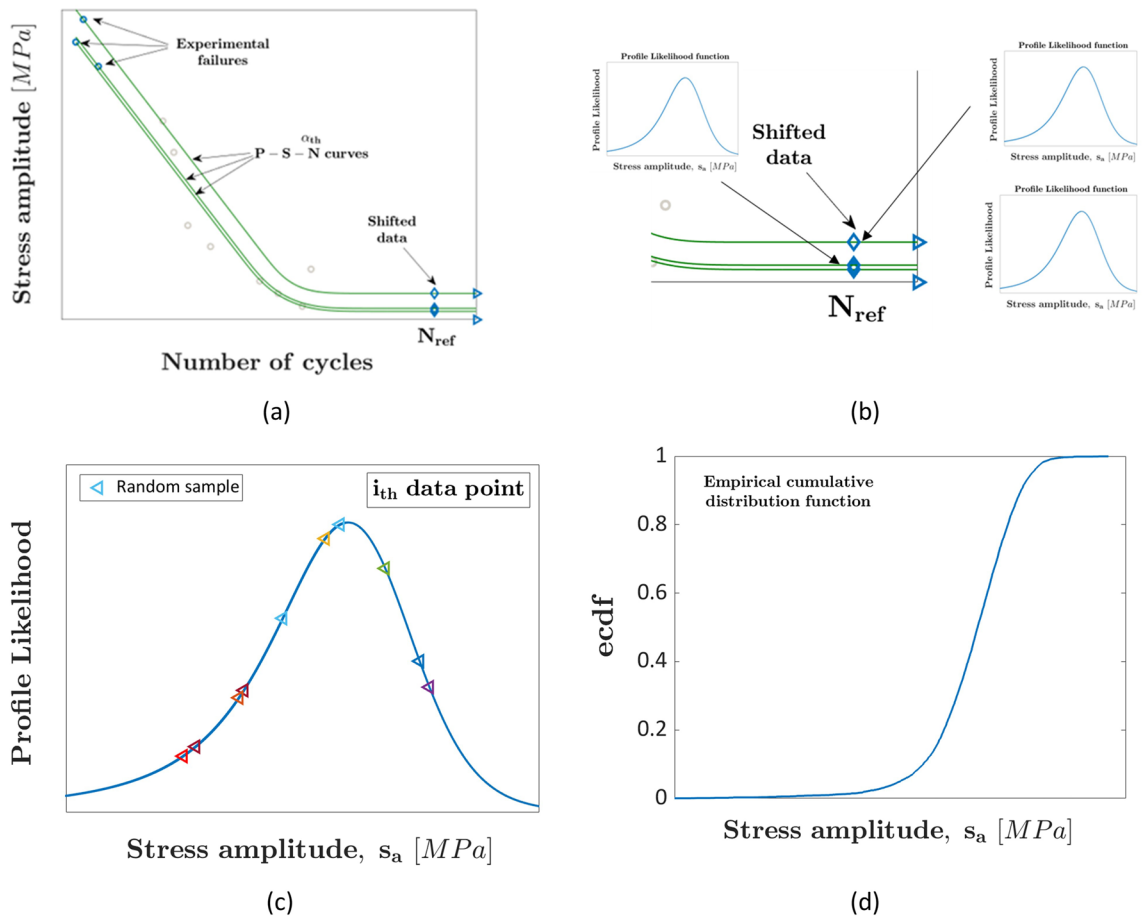 Stress amplitude [MPa]
Experimental
failures
α_th
P − S − N curves
Shifted
data
N_ref
Number of cycles
(a)
Profile Likelihood function
Profile Likelihood
Stress amplitude, s_a [MPa]
Shifted
data
N_ref
Profile Likelihood function
Profile Likelihood
Stress amplitude, s_a [MPa]
Profile Likelihood function
Profile Likelihood
Stress amplitude, s_a [MPa]
(b)
Random sample
i_th data point
Profile Likelihood
Stress amplitude, s_a [MPa]
(c)
Empirical cumulative
distribution function
1
0.8
0.6
0.4
0.2
0
ecdf
Stress amplitude, s_a [MPa]
(d)